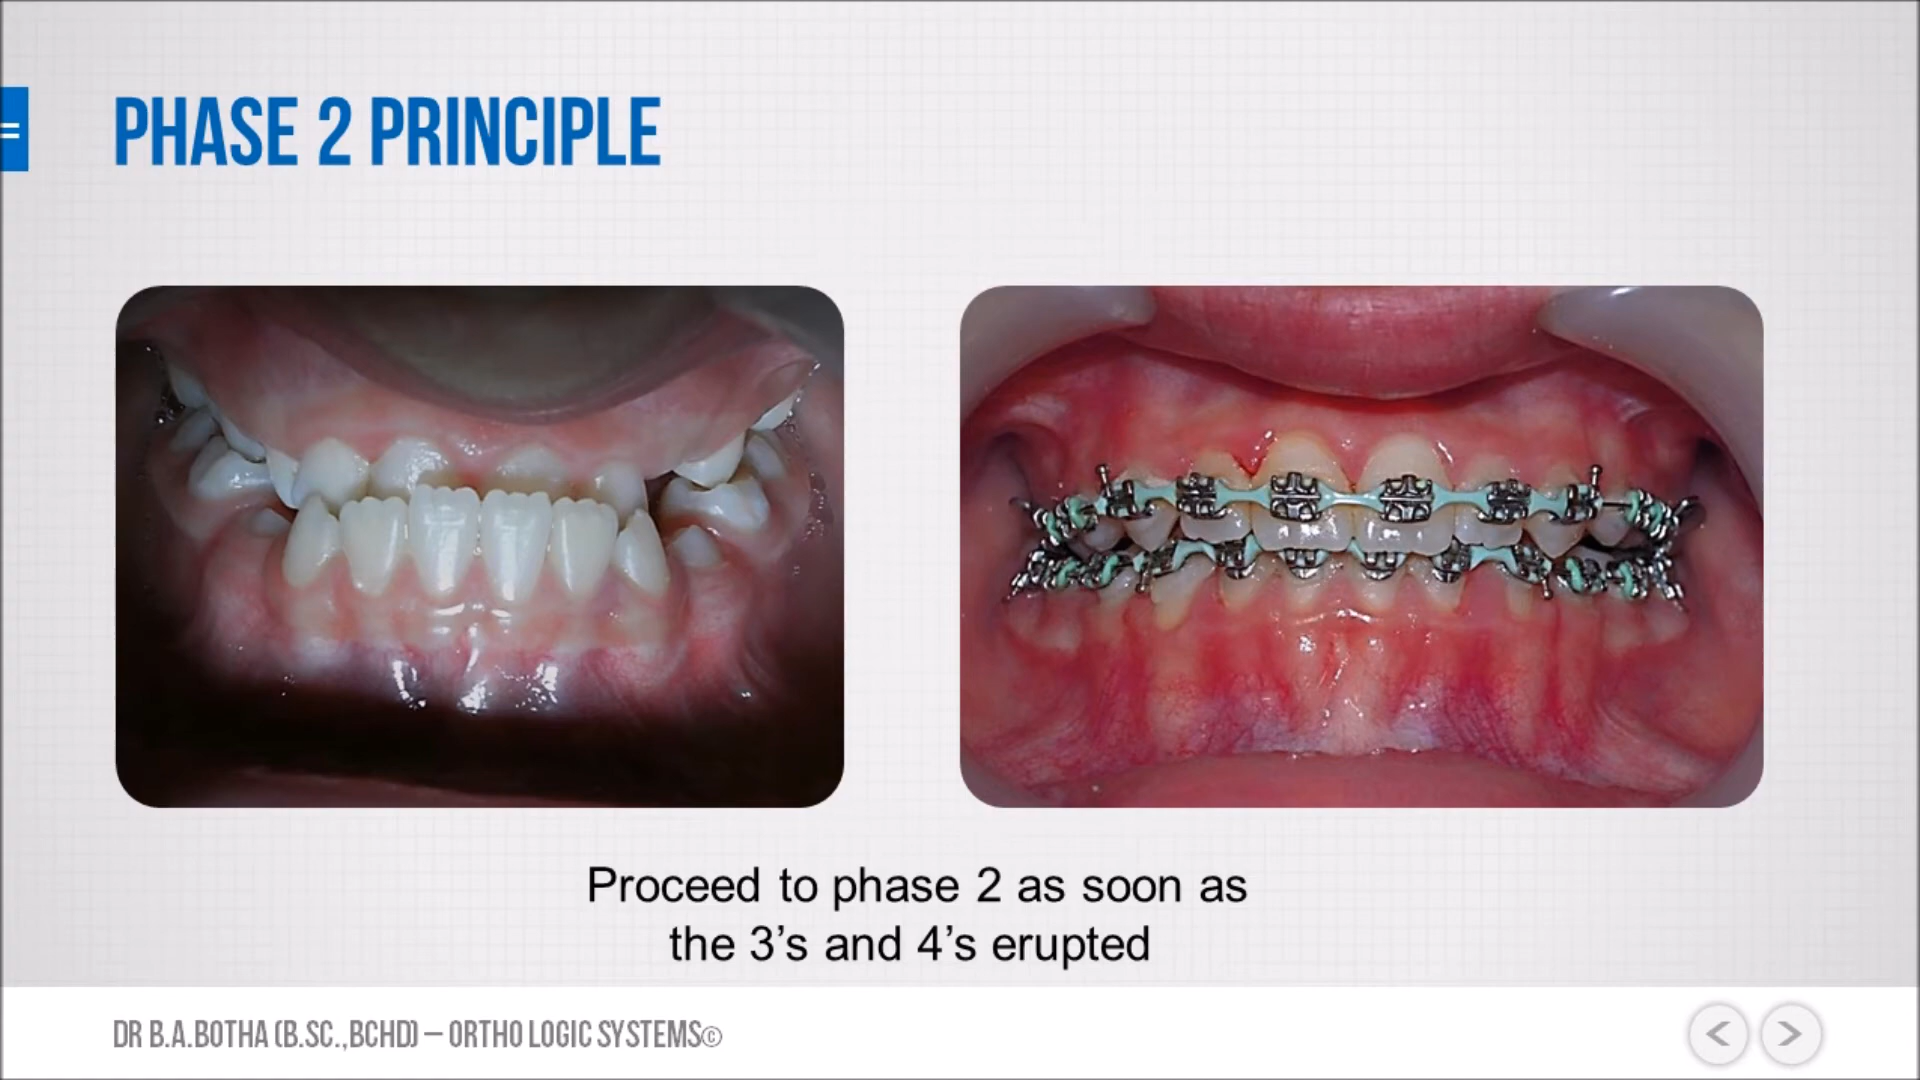 PHASE 2 PRINCIPLE
Proceed to phase 2 as soon as
the 3’s and 4’s erupted
DR B.A.BOTHA (B.SC.,BCHD) – ORTHO LOGIC SYSTEMS©